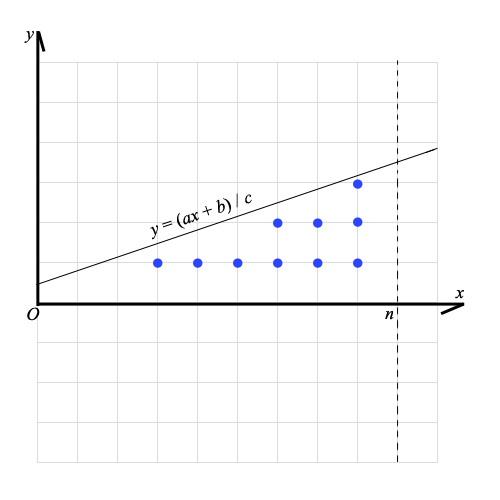 y
y = (ax + b) / c
x
O
n